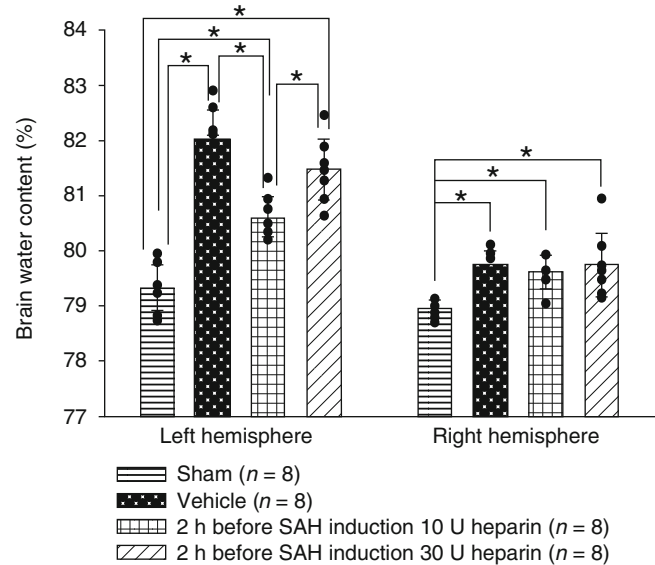 84
83
82
81
80
79
78
77
Brain water content (%)
* * * * *
* * *
Left hemisphere
Right hemisphere
Sham (n = 8)
Vehicle (n = 8)
2 h before SAH induction 10 U heparin (n = 8)
2 h before SAH induction 30 U heparin (n = 8)